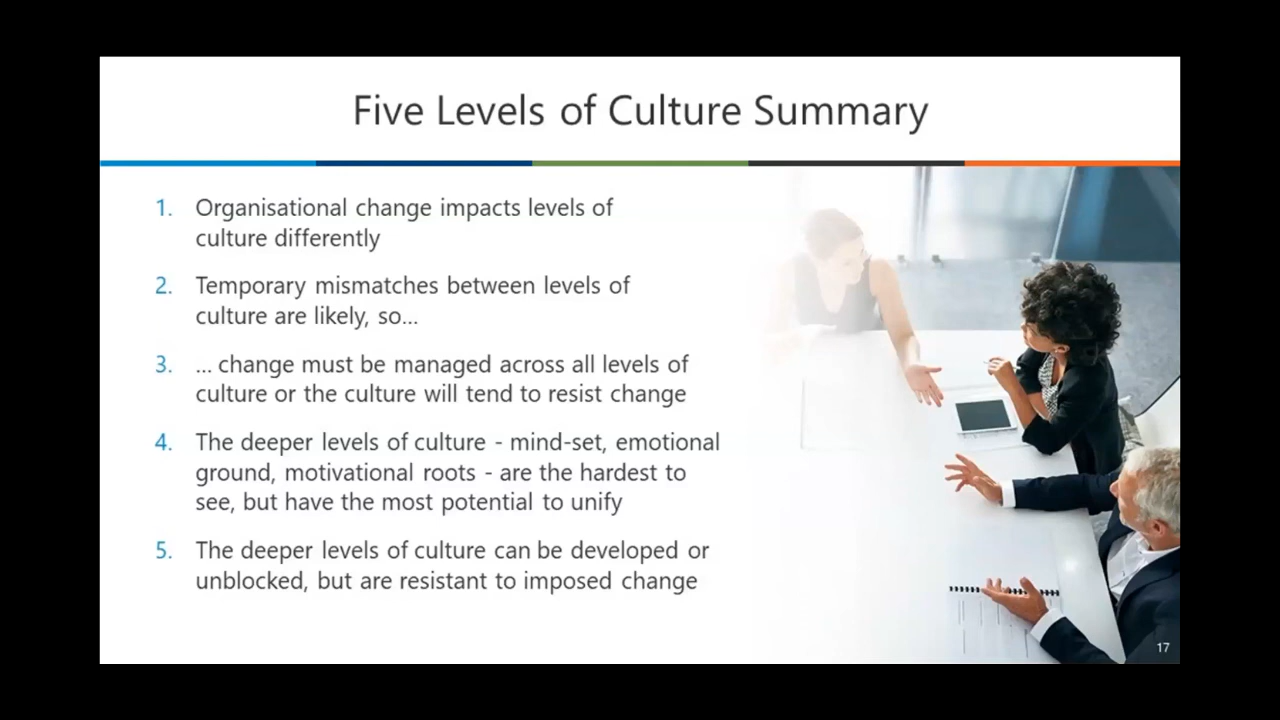 Five Levels of Culture Summary
1. Organisational change impacts levels of
culture differently
2. Temporary mismatches between levels of
culture are likely, so...
3. ... change must be managed across all levels of
culture or the culture will tend to resist change
4. The deeper levels of culture - mind-set, emotional
ground, motivational roots - are the hardest to
see, but have the most potential to unify
5. The deeper levels of culture can be developed or
unblocked, but are resistant to imposed change
17